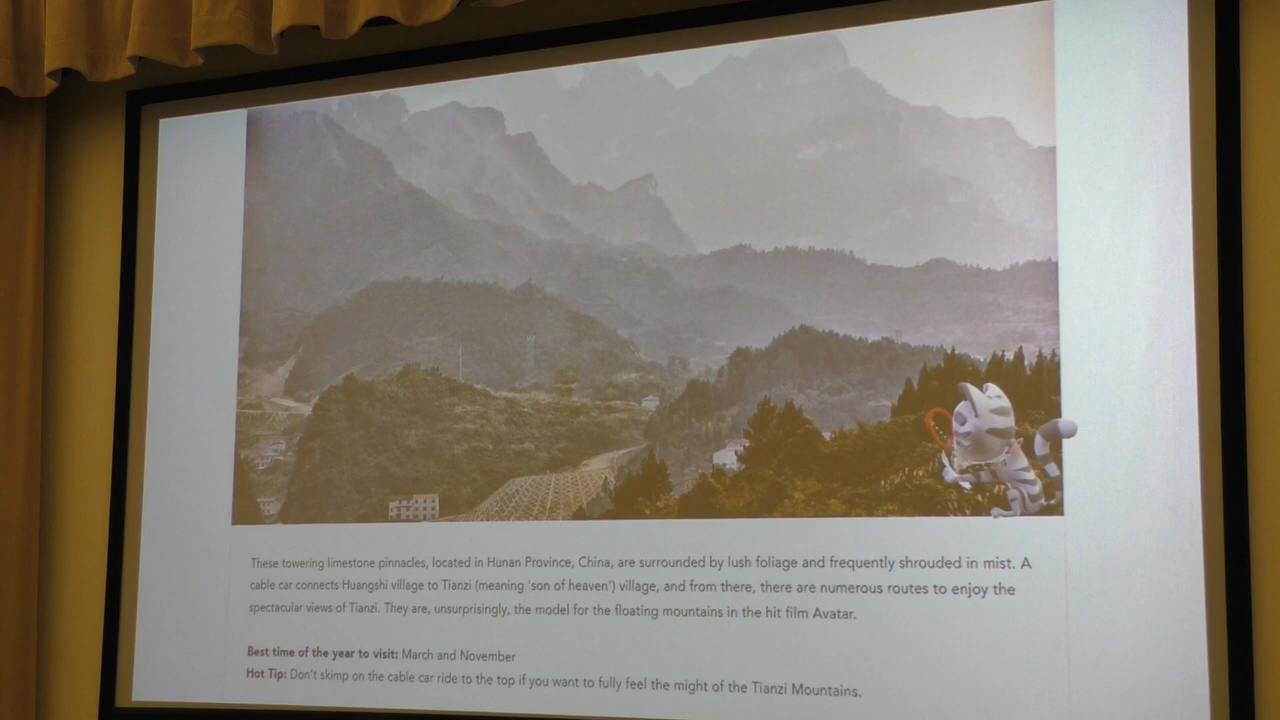 These towering limestone pinnacles, located in Hunan Province, China, are surrounded by lush foliage and frequently shrouded in mist. A
cable car connects Huangshi village to Tianzi (meaning 'son of heaven') village, and from there, there are numerous routes to enjoy the
spectacular views of Tianzi. They are, unsurprisingly, the model for the floating mountains in the hit film Avatar.
Best time of the year to visit: March and November
Hot Tip: Don't skimp on the cable car ride to the top if you want to fully feel the might of the Tianzi Mountains.